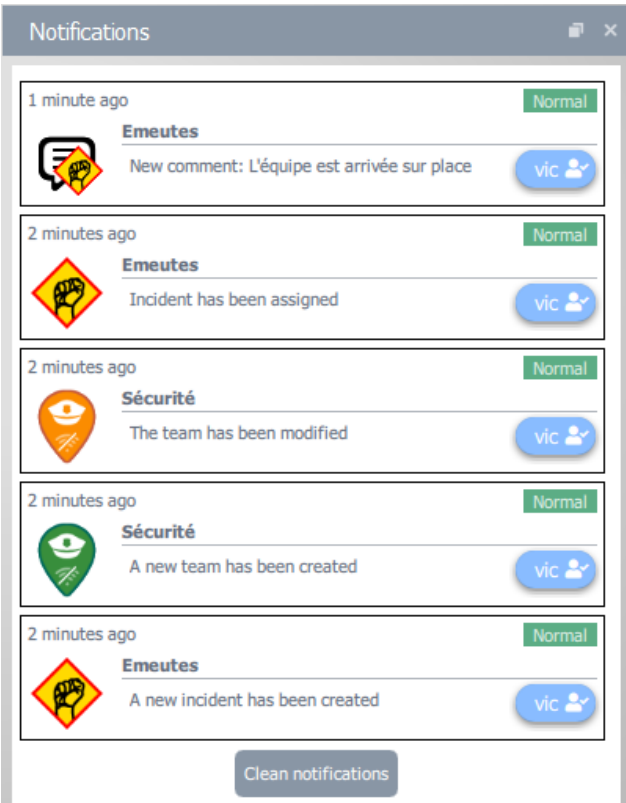 Notifications
1 minute ago
Normal
Emeutes
New comment: L'équipe est arrivée sur place
vic
2 minutes ago
Normal
Emeutes
Incident has been assigned
vic
2 minutes ago
Normal
Sécurité
The team has been modified
vic
2 minutes ago
Normal
Sécurité
A new team has been created
vic
2 minutes ago
Normal
Emeutes
A new incident has been created
vic
Clean notifications